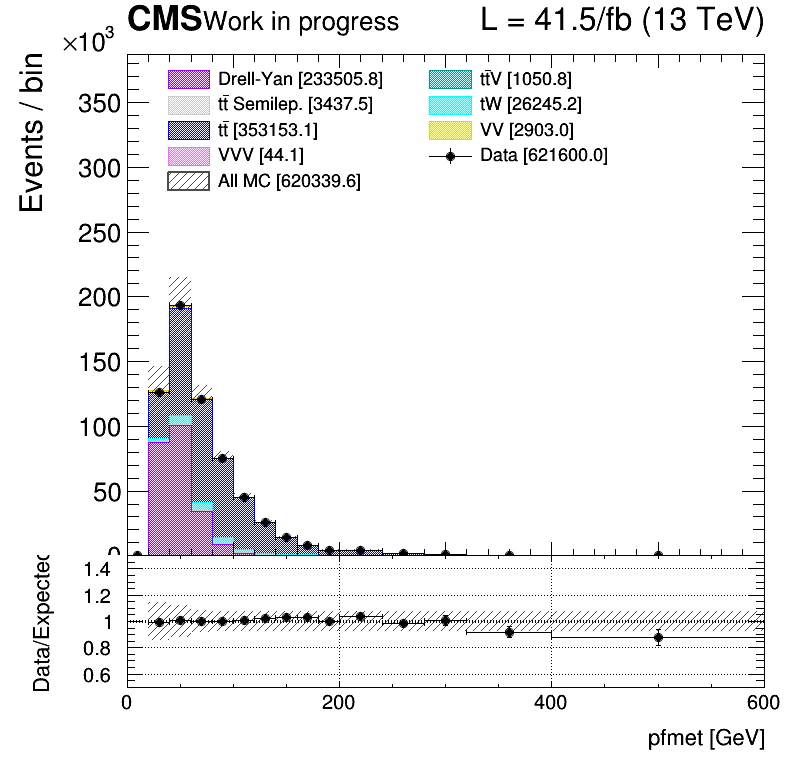 CMS Work in progress L = 41.5/fb (13 TeV)
×10³
Events / bin
350
300
250
200
150
100
50
0
Drell-Yan [233505.8]
tt̄ Semilep. [3437.5]
tt̄ [353153.1]
VVV [44.1]
All MC [620339.6]
tt̄V [1050.8]
tW [26245.2]
VV [2903.0]
Data [621600.0]
Data/Expected
1.4
1.2
1
0.8
0.6
0 200 400 600
pfmet [GeV]